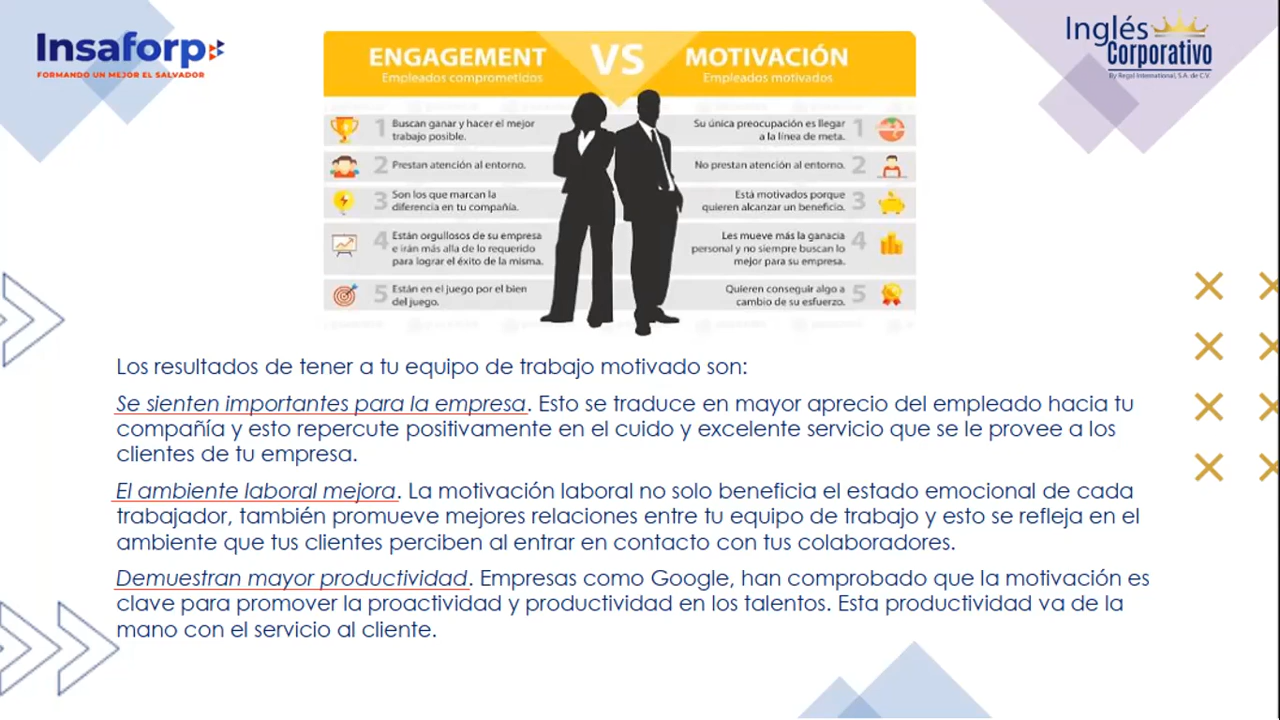 Insaforp
FORMANDO UN MEJOR EL SALVADOR
Inglés
Corporativo
By Regal International, S.A. de C.V.
ENGAGEMENT
Empleados comprometidos
VS
MOTIVACIÓN
Empleados motivados
1 Buscan ganar y hacer el mejor
trabajo posible.
2 Prestan atención al entorno.
3 Son los que marcan la
diferencia en tu compañía.
4 Están orgullosos de su empresa
e irán más alla de lo requerido
para lograr el éxito de la misma.
5 Están en el juego por el bien
del juego.
Su única preocupación es llegar 1
a la línea de meta.
No prestan atención al entorno. 2
Está motivados porque 3
quieren alcanzar un beneficio.
Les mueve más la ganacia 4
personal y no siempre buscan lo
mejor para su empresa.
Quieren conseguir algo a 5
cambio de su esfuerzo.
Los resultados de tener a tu equipo de trabajo motivado son:
Se sienten importantes para la empresa. Esto se traduce en mayor aprecio del empleado hacia tu
compañía y esto repercute positivamente en el cuido y excelente servicio que se le provee a los
clientes de tu empresa.
El ambiente laboral mejora. La motivación laboral no solo beneficia el estado emocional de cada
trabajador, también promueve mejores relaciones entre tu equipo de trabajo y esto se refleja en el
ambiente que tus clientes perciben al entrar en contacto con tus colaboradores.
Demuestran mayor productividad. Empresas como Google, han comprobado que la motivación es
clave para promover la proactividad y productividad en los talentos. Esta productividad va de la
mano con el servicio al cliente.